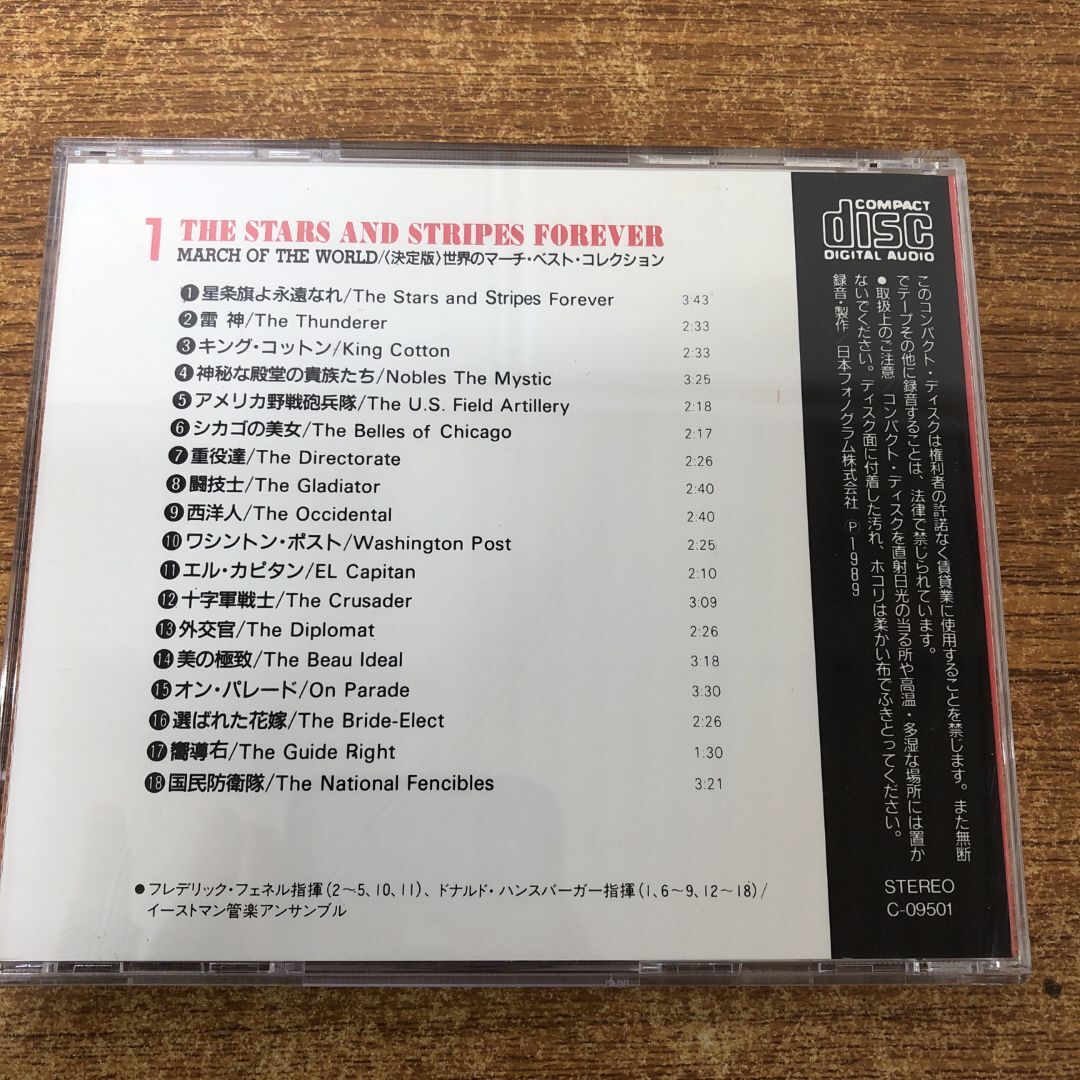 1 THE STARS AND STRIPES FOREVER
MARCH OF THE WORLD/〈決定版〉世界のマーチ・ベスト・コレクション
❶星条旗よ永遠なれ/The Stars and Stripes Forever 3:43
❷雷 神/The Thunderer 2:33
❸キング・コットン/King Cotton 2:33
❹神秘な殿堂の貴族たち/Nobles The Mystic 3:25
❺アメリカ野戦砲兵隊/The U.S. Field Artillery 2:18
❻シカゴの美女/The Belles of Chicago 2:17
❼重役達/The Directorate 2:26
❽闘技士/The Gladiator 2:40
❾西洋人/The Occidental 2:40
❿ワシントン・ポスト/Washington Post 2:25
⓫エル・カピタン/EL Capitan 2:10
⓬十字軍戦士/The Crusader 3:09
⓭外交官/The Diplomat 2:26
⓮美の極致/The Beau Ideal 3:18
⓯オン・パレード/On Parade 3:30
⓰選ばれた花嫁/The Bride-Elect 2:26
⓱嚮導右/The Guide Right 1:30
⓲国民防衛隊/The National Fencibles 3:21
●フレデリック・フェネル指揮(2〜5、10、11)、ドナルド・ハンスバーガー指揮(1、6〜9、12〜18)/
イーストマン管楽アンサンブル
COMPACT
disc
DIGITAL AUDIO
このコンパクト・ディスクは権利者の許諾なく賃貸業に使用することを禁じます。また無断
でテープその他に録音することは、法律で禁じられています。
●取扱上のご注意/コンパクト・ディスクを直射日光の当る所や高温・多湿な場所には置か
ないでください。ディスク面に付着した汚れ、ホコリは柔かい布でふきとってください。
録音・製作/日本フォノグラム株式会社 Ⓟ1989
STEREO
C-09501